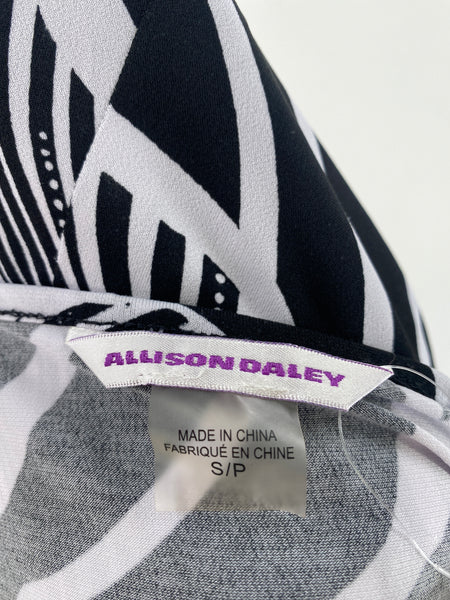 ALLISON DALEY
MADE IN CHINA
FABRIQUÉ EN CHINE
S/P